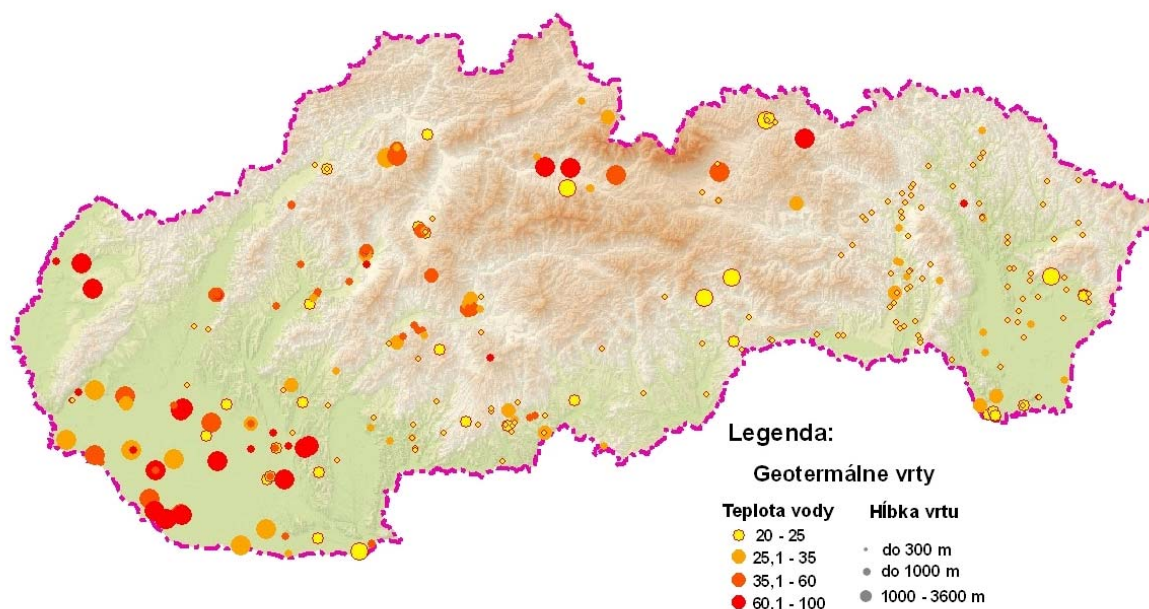 Legenda:
Geotermálne vrty
Teplota vody
20 - 25
25,1 - 35
35,1 - 60
60,1 - 100
Hĺbka vrtu
do 300 m
do 1000 m
1000 - 3600 m